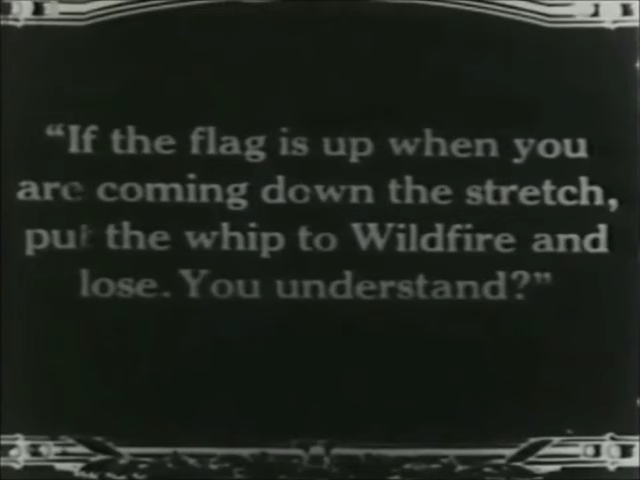 “If the flag is up when you
are coming down the stretch,
put the whip to Wildfire and
lose. You understand?”